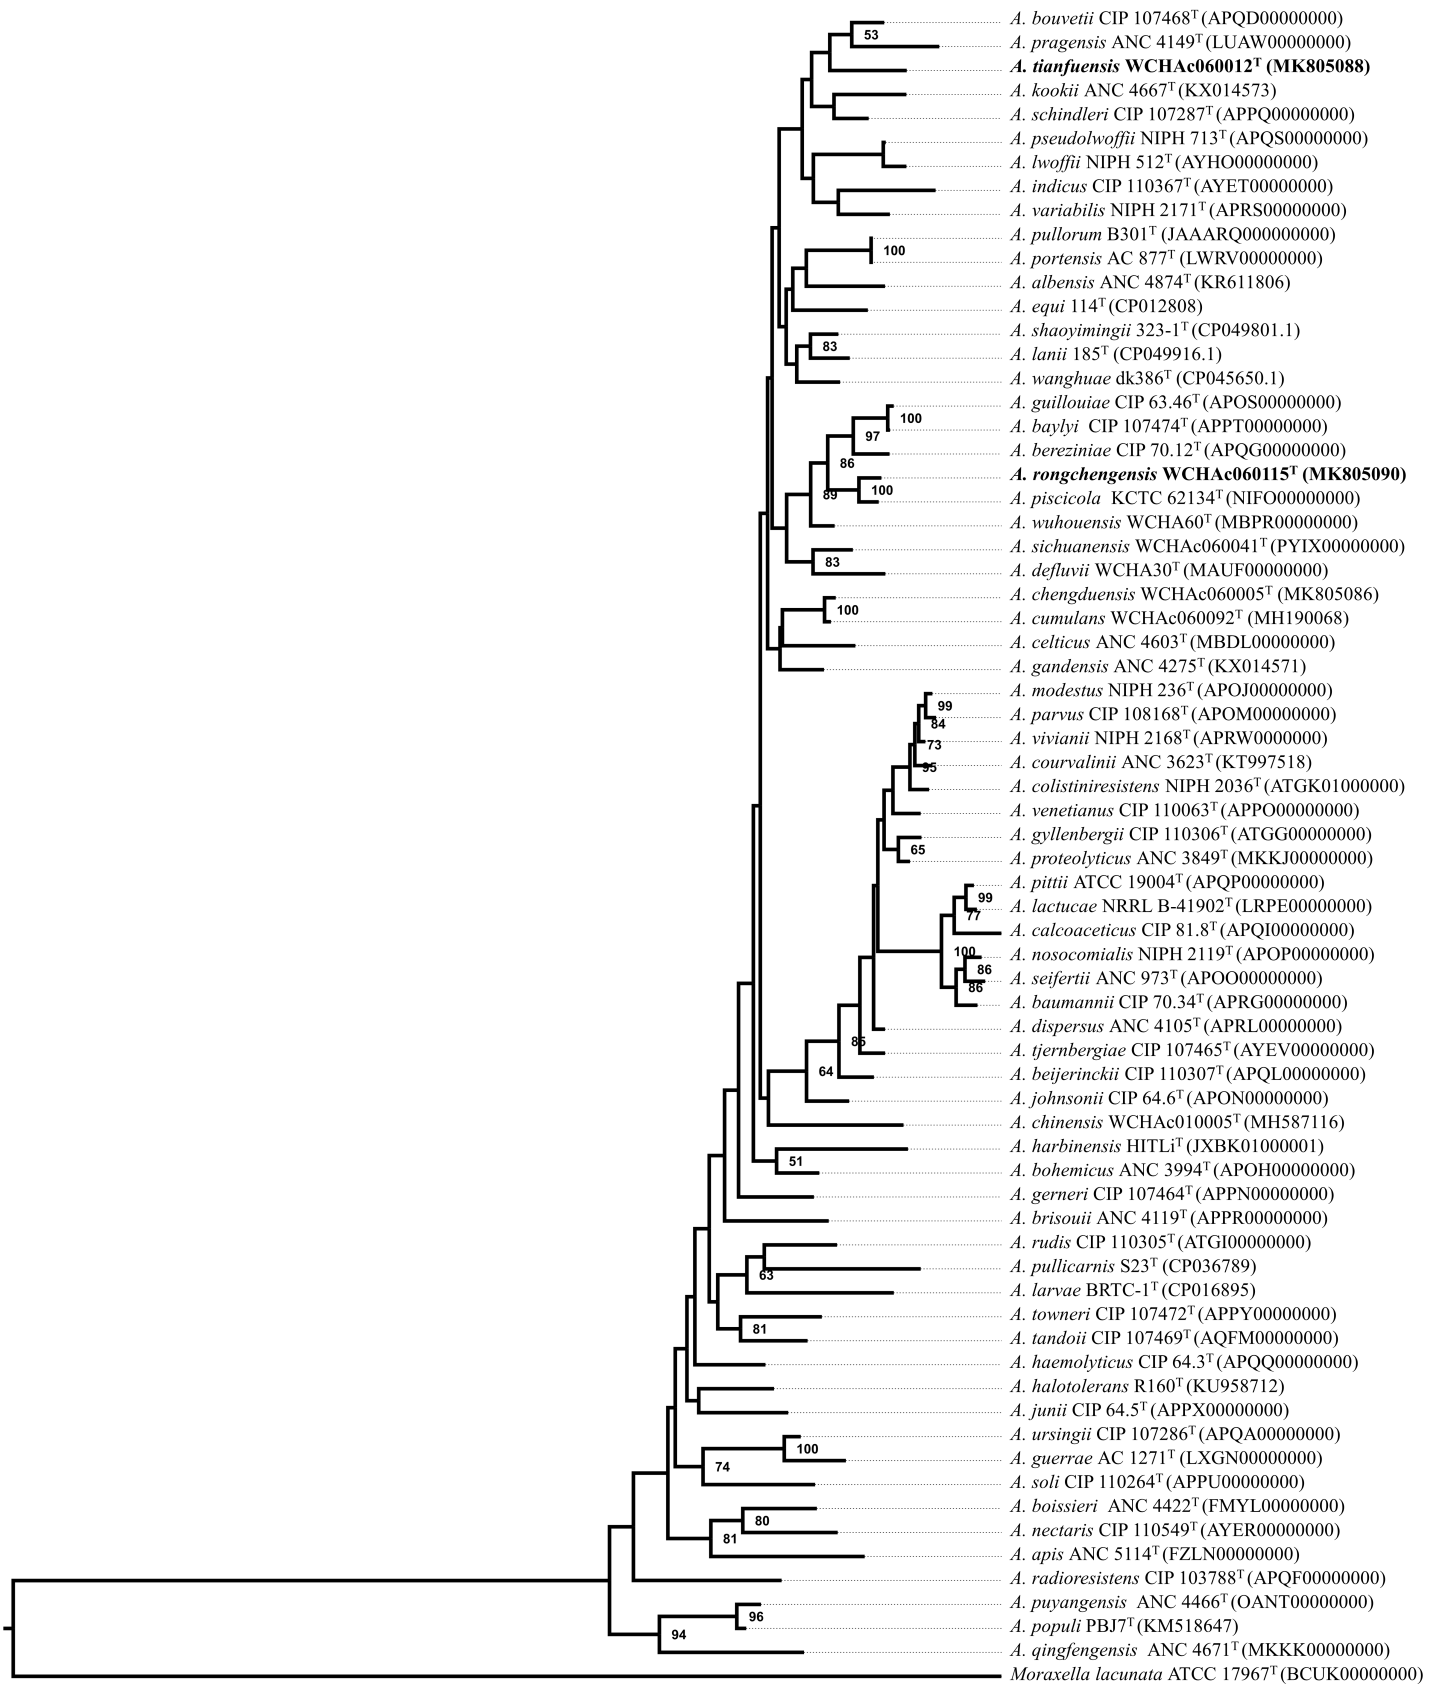 A. bouvetii CIP 107468ᵀ (APQD00000000)
53
A. pragensis ANC 4149ᵀ (LUAW00000000)
A. tianfuensis WCHAc060012ᵀ (MK805088)
A. kookii ANC 4667ᵀ (KX014573)
A. schindleri CIP 107287ᵀ (APPQ00000000)
A. pseudolwoffii NIPH 713ᵀ (APQS00000000)
A. lwoffii NIPH 512ᵀ (AYHO00000000)
A. indicus CIP 110367ᵀ (AYET00000000)
A. variabilis NIPH 2171ᵀ (APRS00000000)
A. pullorum B301ᵀ (JAAARQ000000000)
100
A. portensis AC 877ᵀ (LWRV00000000)
A. albensis ANC 4874ᵀ (KR611806)
A. equi 114ᵀ (CP012808)
A. shaoyimingii 323-1ᵀ (CP049801.1)
83
A. lanii 185ᵀ (CP049916.1)
A. wanghuae dk386ᵀ (CP045650.1)
A. guillouiae CIP 63.46ᵀ (APOS00000000)
100
A. baylyi CIP 107474ᵀ (APPT00000000)
97
A. bereziniae CIP 70.12ᵀ (APQG00000000)
86
A. rongchengensis WCHAc060115ᵀ (MK805090)
100
89
A. piscicola KCTC 62134ᵀ (NIFO00000000)
A. wuhouensis WCHA60ᵀ (MBPR00000000)
A. sichuanensis WCHAc060041ᵀ (PYIX00000000)
83
A. defluvii WCHA30ᵀ (MAUF00000000)
A. chengduensis WCHAc060005ᵀ (MK805086)
100
A. cumulans WCHAc060092ᵀ (MH190068)
A. celticus ANC 4603ᵀ (MBDL00000000)
A. gandensis ANC 4275ᵀ (KX014571)
A. modestus NIPH 236ᵀ (APOJ00000000)
99
A. parvus CIP 108168ᵀ (APOM00000000)
84
A. vivianii NIPH 2168ᵀ (APRW0000000)
73
A. courvalinii ANC 3623ᵀ (KT997518)
95
A. colistiniresistens NIPH 2036ᵀ (ATGK01000000)
A. venetianus CIP 110063ᵀ (APPO00000000)
A. gyllenbergii CIP 110306ᵀ (ATGG00000000)
65
A. proteolyticus ANC 3849ᵀ (MKKJ00000000)
A. pittii ATCC 19004ᵀ (APQP00000000)
99
A. lactucae NRRL B-41902ᵀ (LRPE00000000)
77
A. calcoaceticus CIP 81.8ᵀ (APQI00000000)
100
A. nosocomialis NIPH 2119ᵀ (APOP00000000)
86
A. seifertii ANC 973ᵀ (APOO00000000)
86
A. baumannii CIP 70.34ᵀ (APRG00000000)
A. dispersus ANC 4105ᵀ (APRL00000000)
85
A. tjernbergiae CIP 107465ᵀ (AYEV00000000)
64
A. beijerinckii CIP 110307ᵀ (APQL00000000)
A. johnsonii CIP 64.6ᵀ (APON00000000)
A. chinensis WCHAc010005ᵀ (MH587116)
A. harbinensis HITLiᵀ (JXBK01000001)
51
A. bohemicus ANC 3994ᵀ (APOH00000000)
A. gerneri CIP 107464ᵀ (APPN00000000)
A. brisouii ANC 4119ᵀ (APPR00000000)
A. rudis CIP 110305ᵀ (ATGI00000000)
A. pullicarnis S23ᵀ (CP036789)
63
A. larvae BRTC-1ᵀ (CP016895)
A. towneri CIP 107472ᵀ (APPY00000000)
81
A. tandoii CIP 107469ᵀ (AQFM00000000)
A. haemolyticus CIP 64.3ᵀ (APQQ00000000)
A. halotolerans R160ᵀ (KU958712)
A. junii CIP 64.5ᵀ (APPX00000000)
A. ursingii CIP 107286ᵀ (APQA00000000)
100
A. guerrae AC 1271ᵀ (LXGN00000000)
74
A. soli CIP 110264ᵀ (APPU00000000)
A. boissieri ANC 4422ᵀ (FMYL00000000)
80
A. nectaris CIP 110549ᵀ (AYER00000000)
81
A. apis ANC 5114ᵀ (FZLN00000000)
A. radioresistens CIP 103788ᵀ (APQF00000000)
A. puyangensis ANC 4466ᵀ (OANT00000000)
96
A. populi PBJ7ᵀ (KM518647)
94
A. qingfengensis ANC 4671ᵀ (MKKK00000000)
Moraxella lacunata ATCC 17967ᵀ (BCUK00000000)